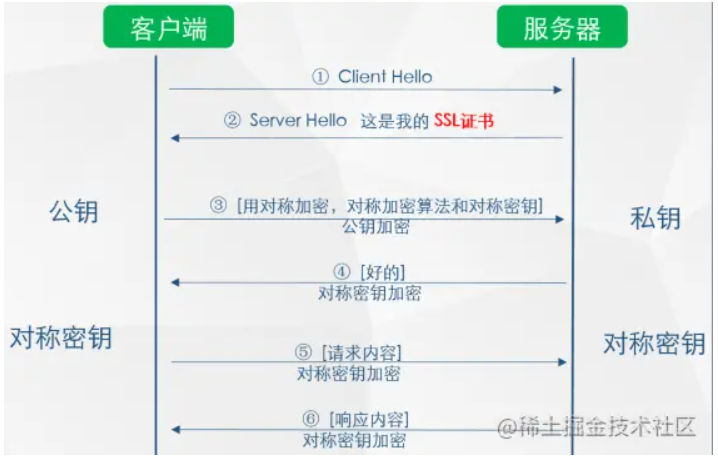 客户端
服务器
① Client Hello
② Server Hello 这是我的 SSL证书
公钥
③ [用对称加密，对称加密算法和对称密钥]
公钥加密
私钥
④ [好的]
对称密钥加密
对称密钥
对称密钥
⑤ [请求内容]
对称密钥加密
⑥ [响应内容]
对称密钥加密
@稀土掘金技术社区